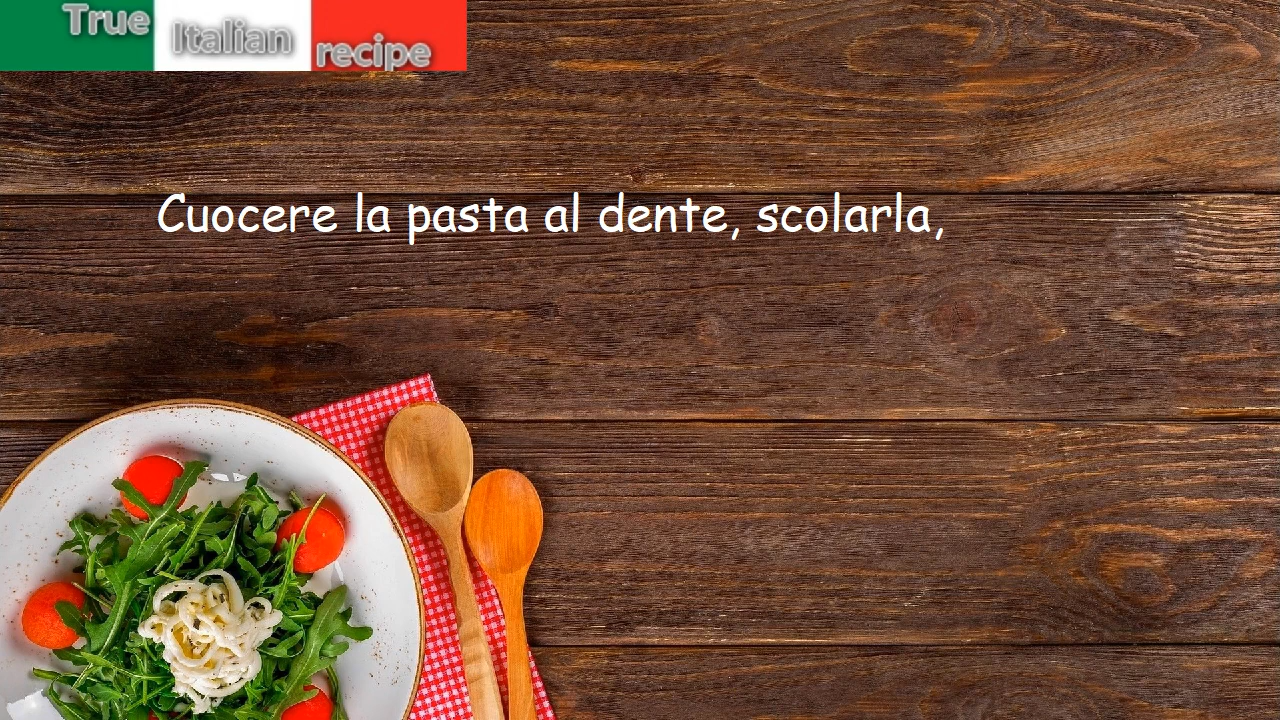 True Italian recipe
Cuocere la pasta al dente, scolarla,